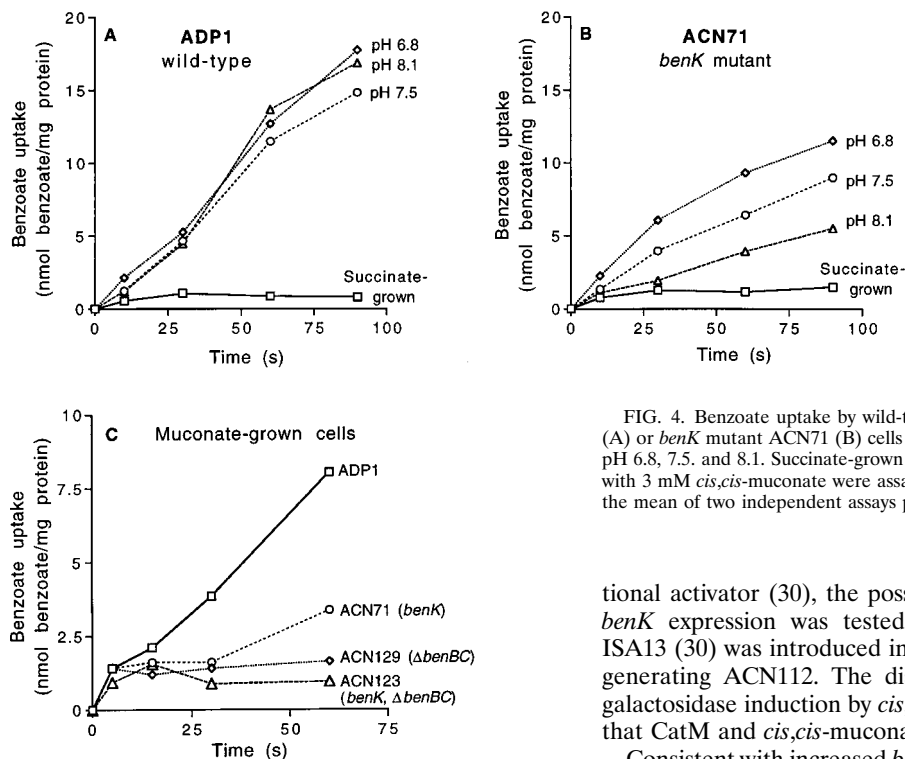 A
ADP1
wild-type
Benzoate uptake
(nmol benzoate/mg protein)
20
15
10
5
0
pH 6.8
pH 8.1
pH 7.5
Succinate-
grown
0 25 50 75 100
Time (s)
B
ACN71
benK mutant
Benzoate uptake
(nmol benzoate/mg protein)
20
15
10
5
0
pH 6.8
pH 7.5
pH 8.1
Succinate-
grown
0 25 50 75 100
Time (s)
C
Muconate-grown cells
Benzoate uptake
(nmol benzoate/mg protein)
10
7.5
5
2.5
0
ADP1
ACN71 (benK)
ACN129 (ΔbenBC)
ACN123
(benK, ΔbenBC)
0 25 50 75
Time (s)
FIG. 4. Benzoate uptake by wild-t
(A) or benK mutant ACN71 (B) cells
pH 6.8, 7.5. and 8.1. Succinate-grown
with 3 mM cis,cis-muconate were assa
the mean of two independent assays p
tional activator (30), the poss
benK expression was tested
ISA13 (30) was introduced in
generating ACN112. The di
galactosidase induction by cis
that CatM and cis,cis-mucona
Consistent with increased b